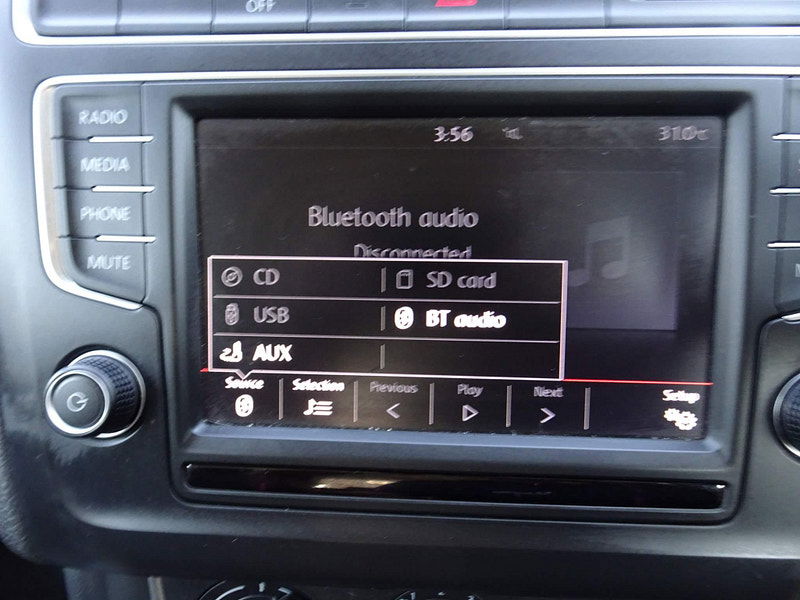 OFF
RADIO
MEDIA
PHONE
MUTE
3:56
31.0°C
Bluetooth audio
Disconnected
CD SD card
USB BT audio
AUX
Source Selection Previous Play Next Setup